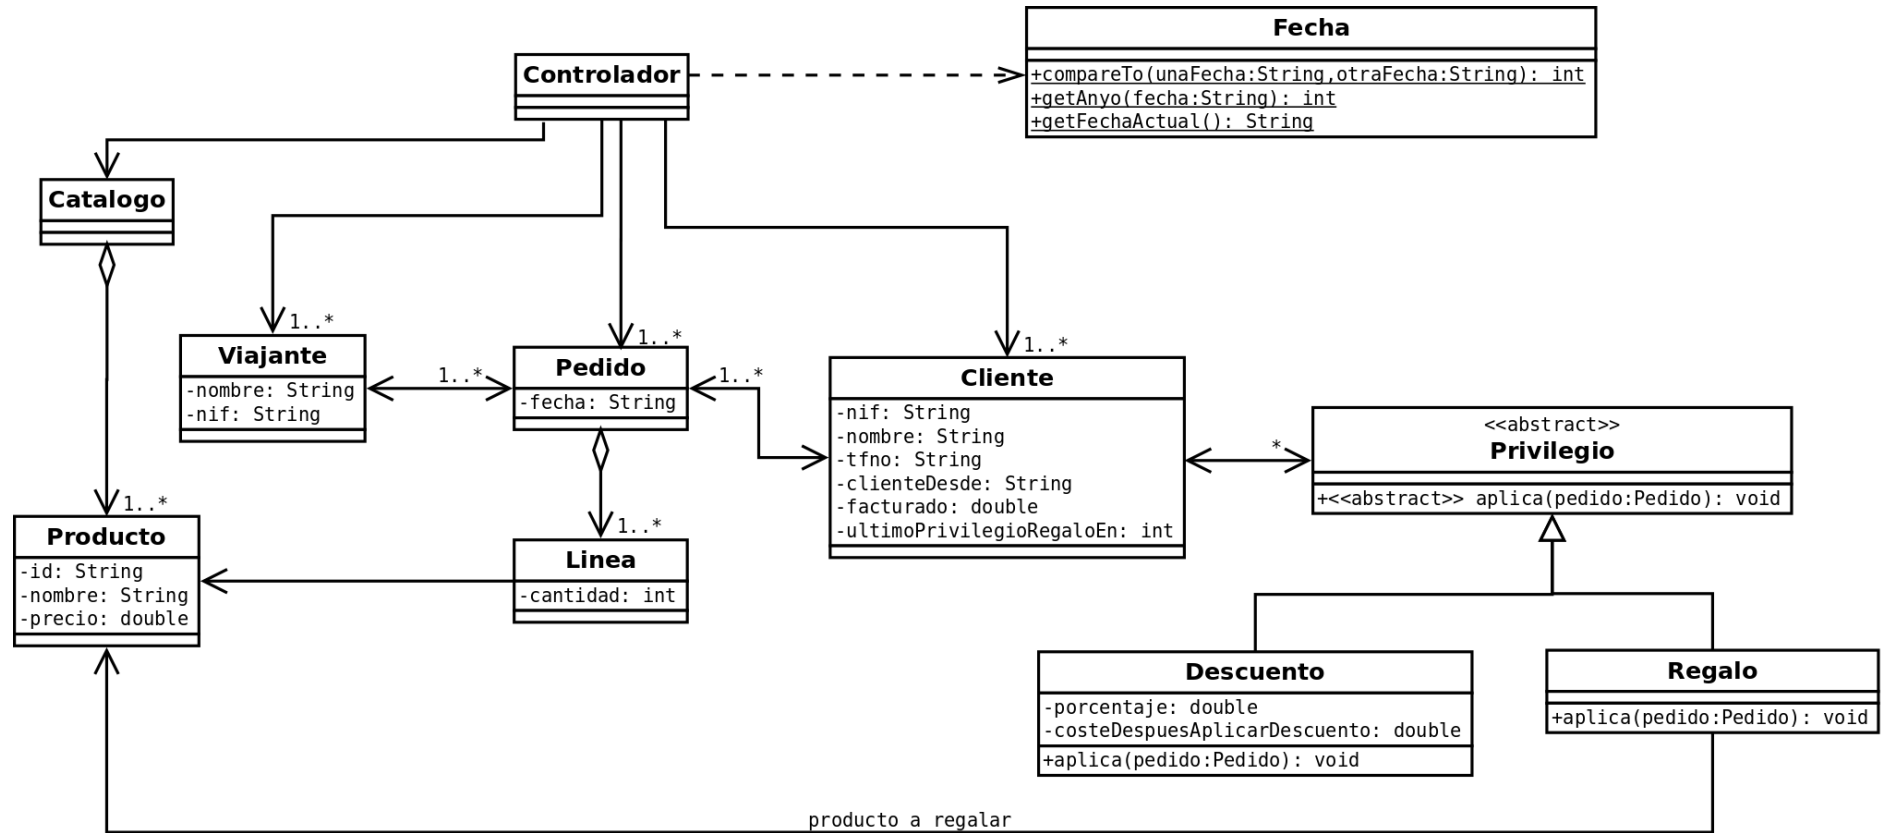 Fecha
+compareTo(unaFecha:String,otraFecha:String): int
+getAnyo(fecha:String): int
+getFechaActual(): String
Controlador
Catalogo
1..*
Viajante
-nombre: String
-nif: String
1..*
1..*
Pedido
-fecha: String
1..*
1..*
Cliente
-nif: String
-nombre: String
-tfno: String
-clienteDesde: String
-facturado: double
-ultimoPrivilegioRegaloEn: int
*
<<abstract>>
Privilegio
+<<abstract>> aplica(pedido:Pedido): void
1..*
Producto
-id: String
-nombre: String
-precio: double
1..*
Linea
-cantidad: int
Descuento
-porcentaje: double
-costeDespuesAplicarDescuento: double
+aplica(pedido:Pedido): void
Regalo
+aplica(pedido:Pedido): void
producto a regalar